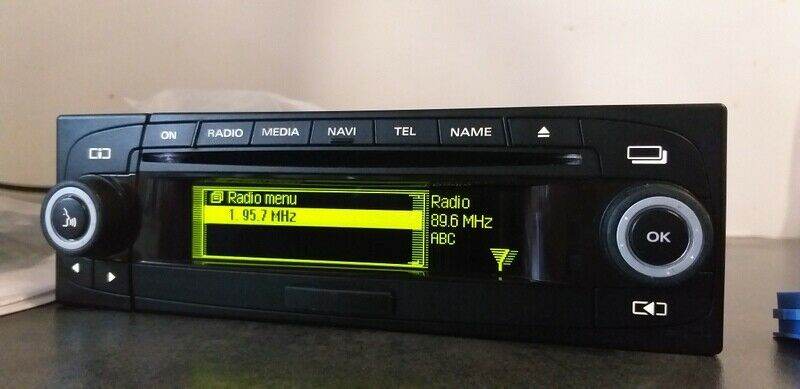 ON RADIO MEDIA NAVI TEL NAME
Radio menu
1. 95.7 MHz
Radio
89.6 MHz
ABC
OK